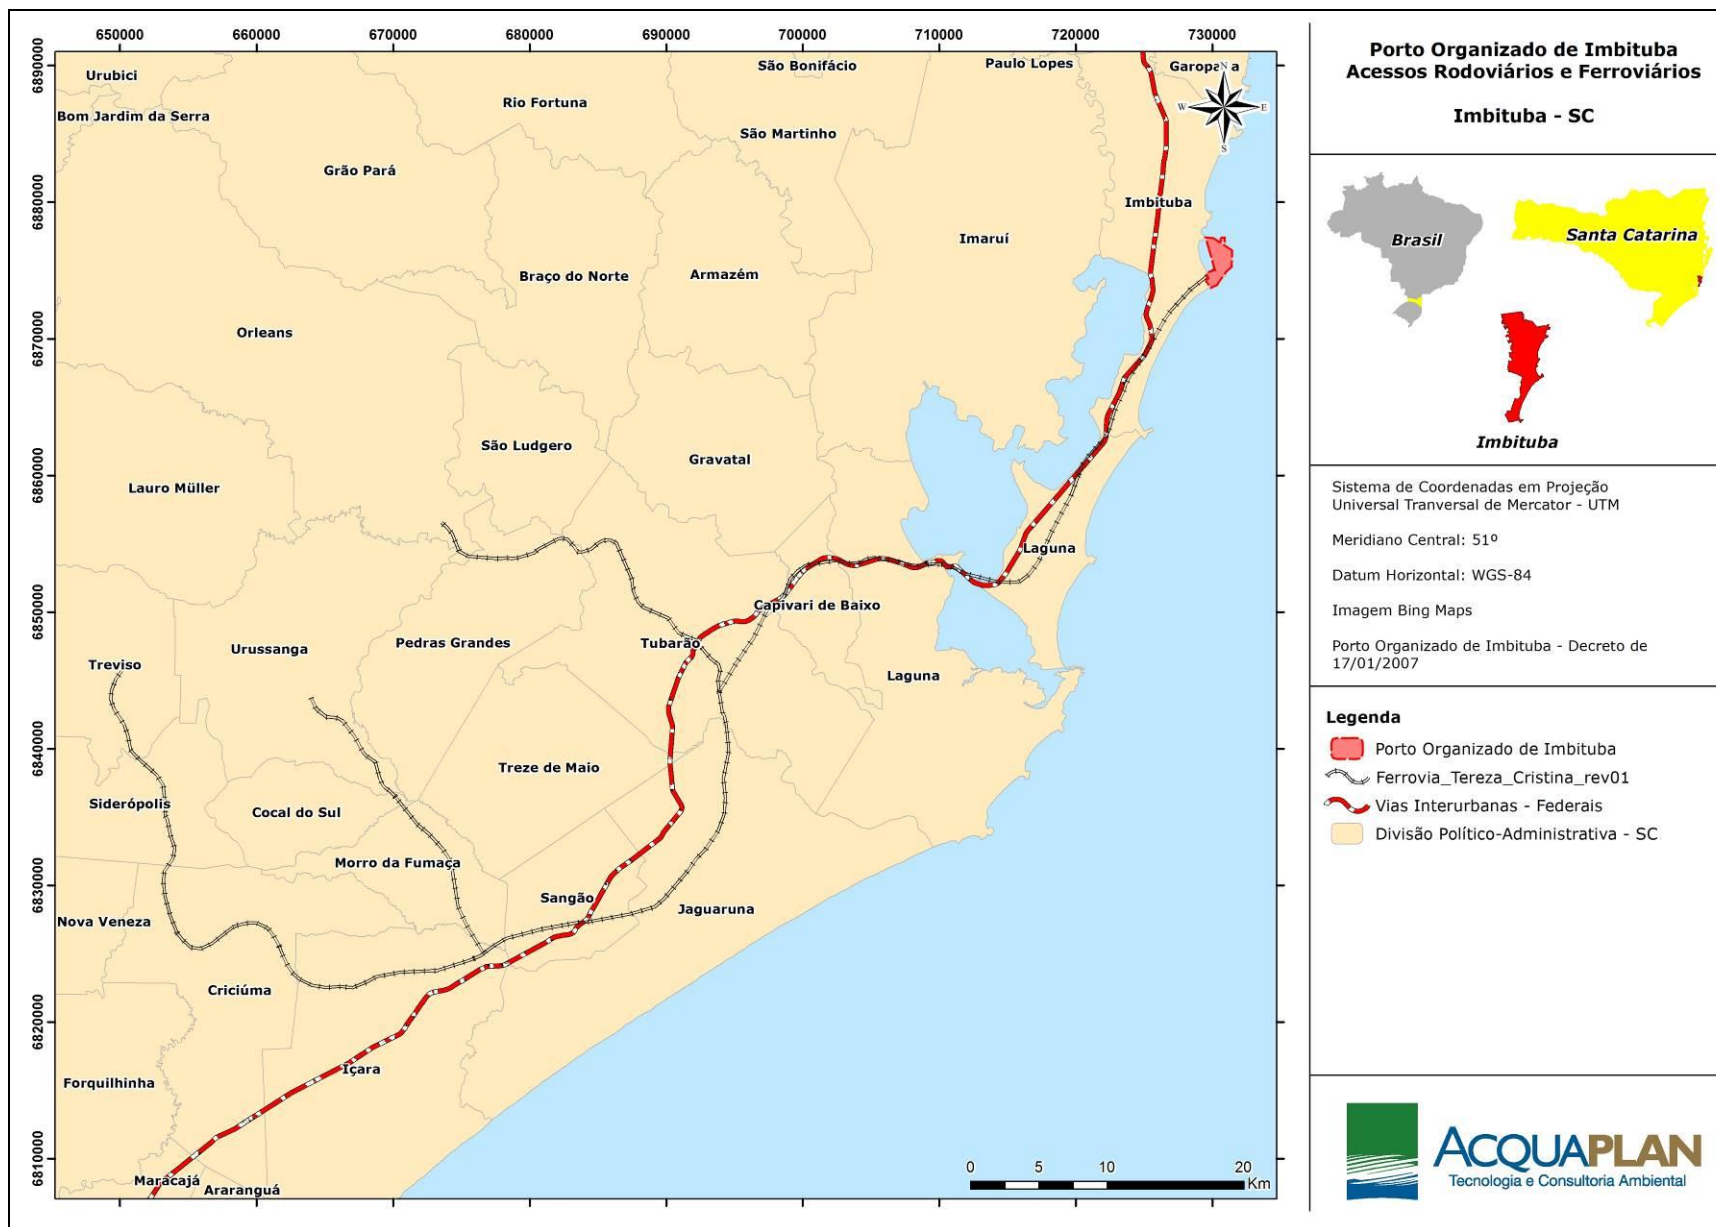 650000 660000 670000 680000 690000 700000 710000 720000 730000
6890000
6880000
6870000
6860000
6850000
6840000
6830000
6820000
6810000
Urubici
São Bonifácio
Paulo Lopes
Bom Jardim da Serra
Rio Fortuna
São Martinho
N
W E
S
Grão Pará
Imbituba
Imaruí
Braço do Norte
Armazém
Orleans
São Ludgero
Gravatal
Lauro Müller
Laguna
Capivari de Baixo
Urussanga
Pedras Grandes
Tubarão
Treviso
Laguna
Treze de Maio
Siderópolis
Cocal do Sul
Morro da Fumaça
Sangão
Jaguaruna
Nova Veneza
Criciúma
Içara
Forquilhinha
Maracajá
Araranguá
0 5 10 20
Km
Porto Organizado de Imbituba
Acessos Rodoviários e Ferroviários
Imbituba - SC
Brasil
Santa Catarina
Imbituba
Sistema de Coordenadas em Projeção
Universal Tranversal de Mercator - UTM
Meridiano Central: 51º
Datum Horizontal: WGS-84
Imagem Bing Maps
Porto Organizado de Imbituba - Decreto de
17/01/2007
Legenda
Porto Organizado de Imbituba
Ferrovia_Tereza_Cristina_rev01
Vias Interurbanas - Federais
Divisão Político-Administrativa - SC
ACQUAPLAN
Tecnologia e Consultoria Ambiental